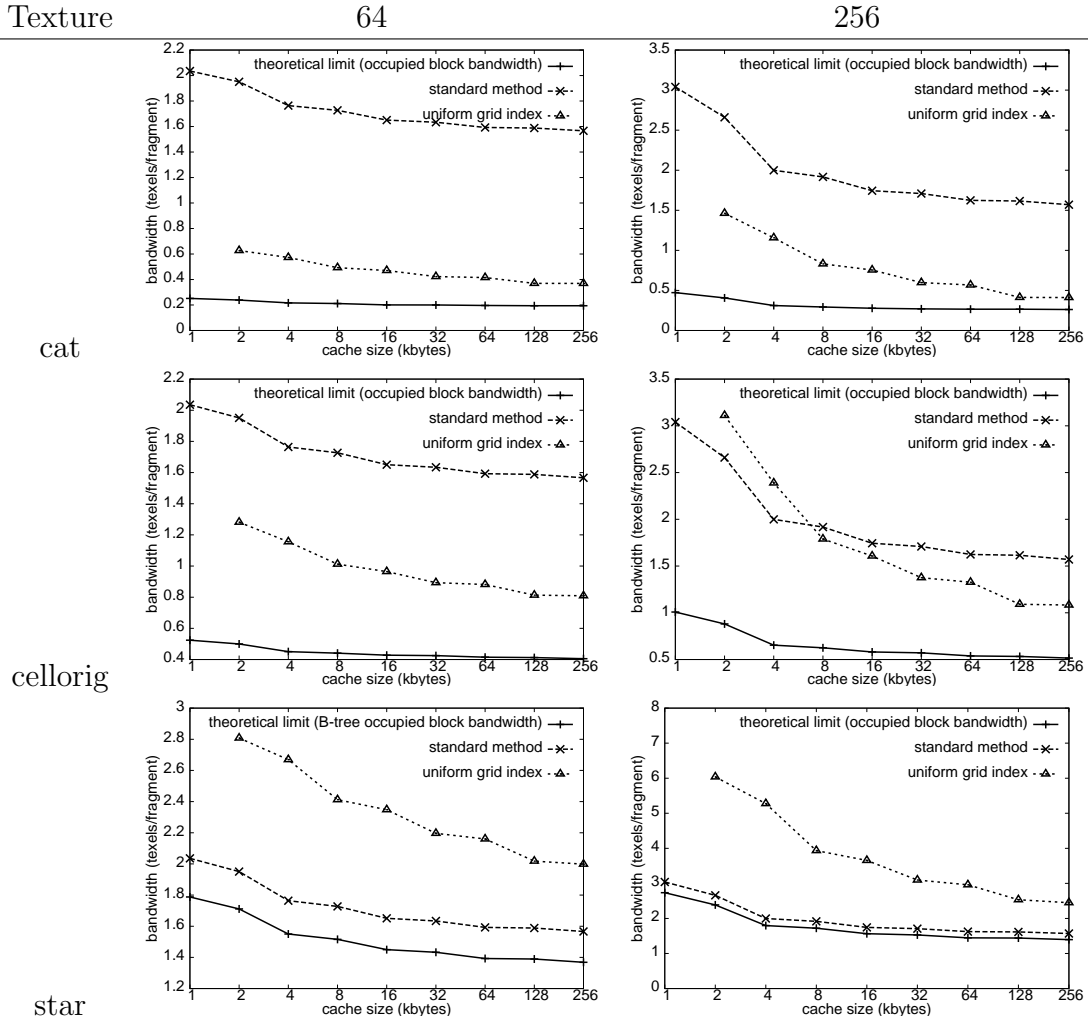 Texture 64 256
bandwidth (texels/fragment)
2.2
2
1.8
1.6
1.4
1.2
1
0.8
0.6
0.4
0.2
0
theoretical limit (occupied block bandwidth)
standard method
uniform grid index
1 2 4 8 16 32 64 128 256
cache size (kbytes)
bandwidth (texels/fragment)
3.5
3
2.5
2
1.5
1
0.5
0
theoretical limit (occupied block bandwidth)
standard method
uniform grid index
1 2 4 8 16 32 64 128 256
cache size (kbytes)
cat
bandwidth (texels/fragment)
2.2
2
1.8
1.6
1.4
1.2
1
0.8
0.6
0.4
theoretical limit (occupied block bandwidth)
standard method
uniform grid index
1 2 4 8 16 32 64 128 256
cache size (kbytes)
bandwidth (texels/fragment)
3.5
3
2.5
2
1.5
1
0.5
theoretical limit (occupied block bandwidth)
standard method
uniform grid index
1 2 4 8 16 32 64 128 256
cache size (kbytes)
cellorig
bandwidth (texels/fragment)
3
2.8
2.6
2.4
2.2
2
1.8
1.6
1.4
1.2
theoretical limit (B-tree occupied block bandwidth)
standard method
uniform grid index
1 2 4 8 16 32 64 128 256
cache size (kbytes)
bandwidth (texels/fragment)
8
7
6
5
4
3
2
1
0
theoretical limit (occupied block bandwidth)
standard method
uniform grid index
1 2 4 8 16 32 64 128 256
cache size (kbytes)
star